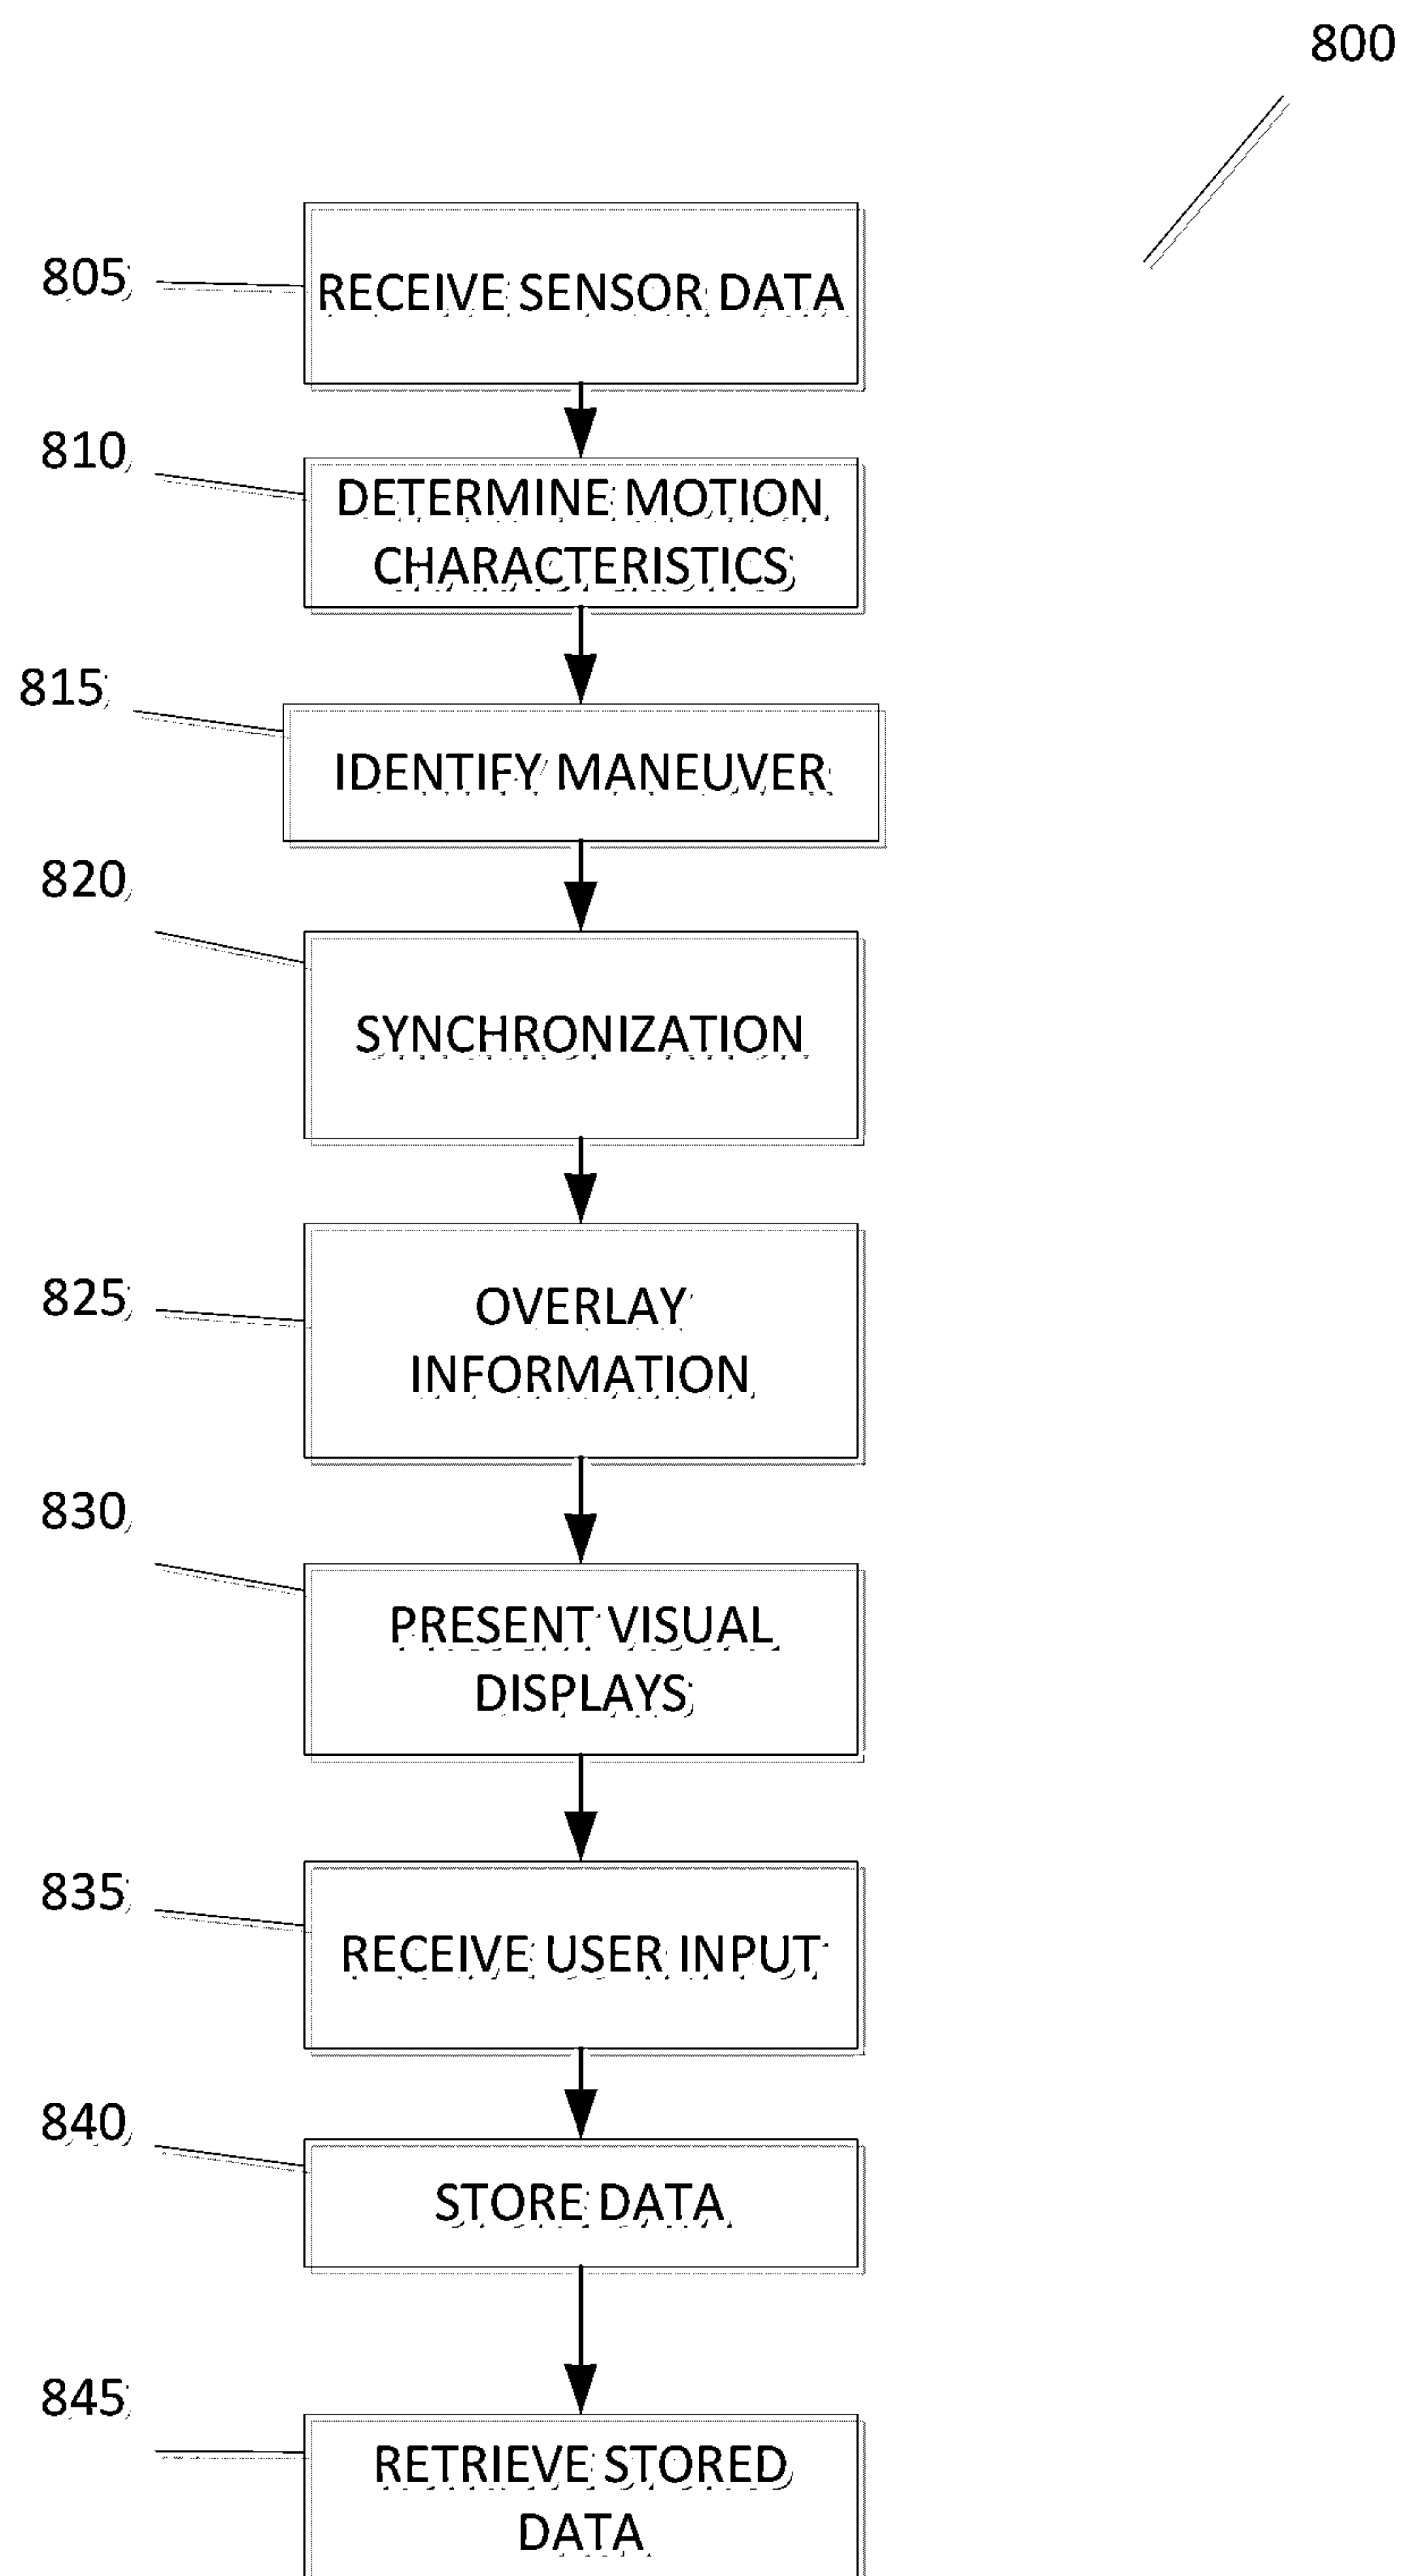 800
805
RECEIVE SENSOR DATA
810
DETERMINE MOTION
CHARACTERISTICS
815
IDENTIFY MANEUVER
820
SYNCHRONIZATION
825
OVERLAY
INFORMATION
830
PRESENT VISUAL
DISPLAYS
835
RECEIVE USER INPUT
840
STORE DATA
845
RETRIEVE STORED
DATA